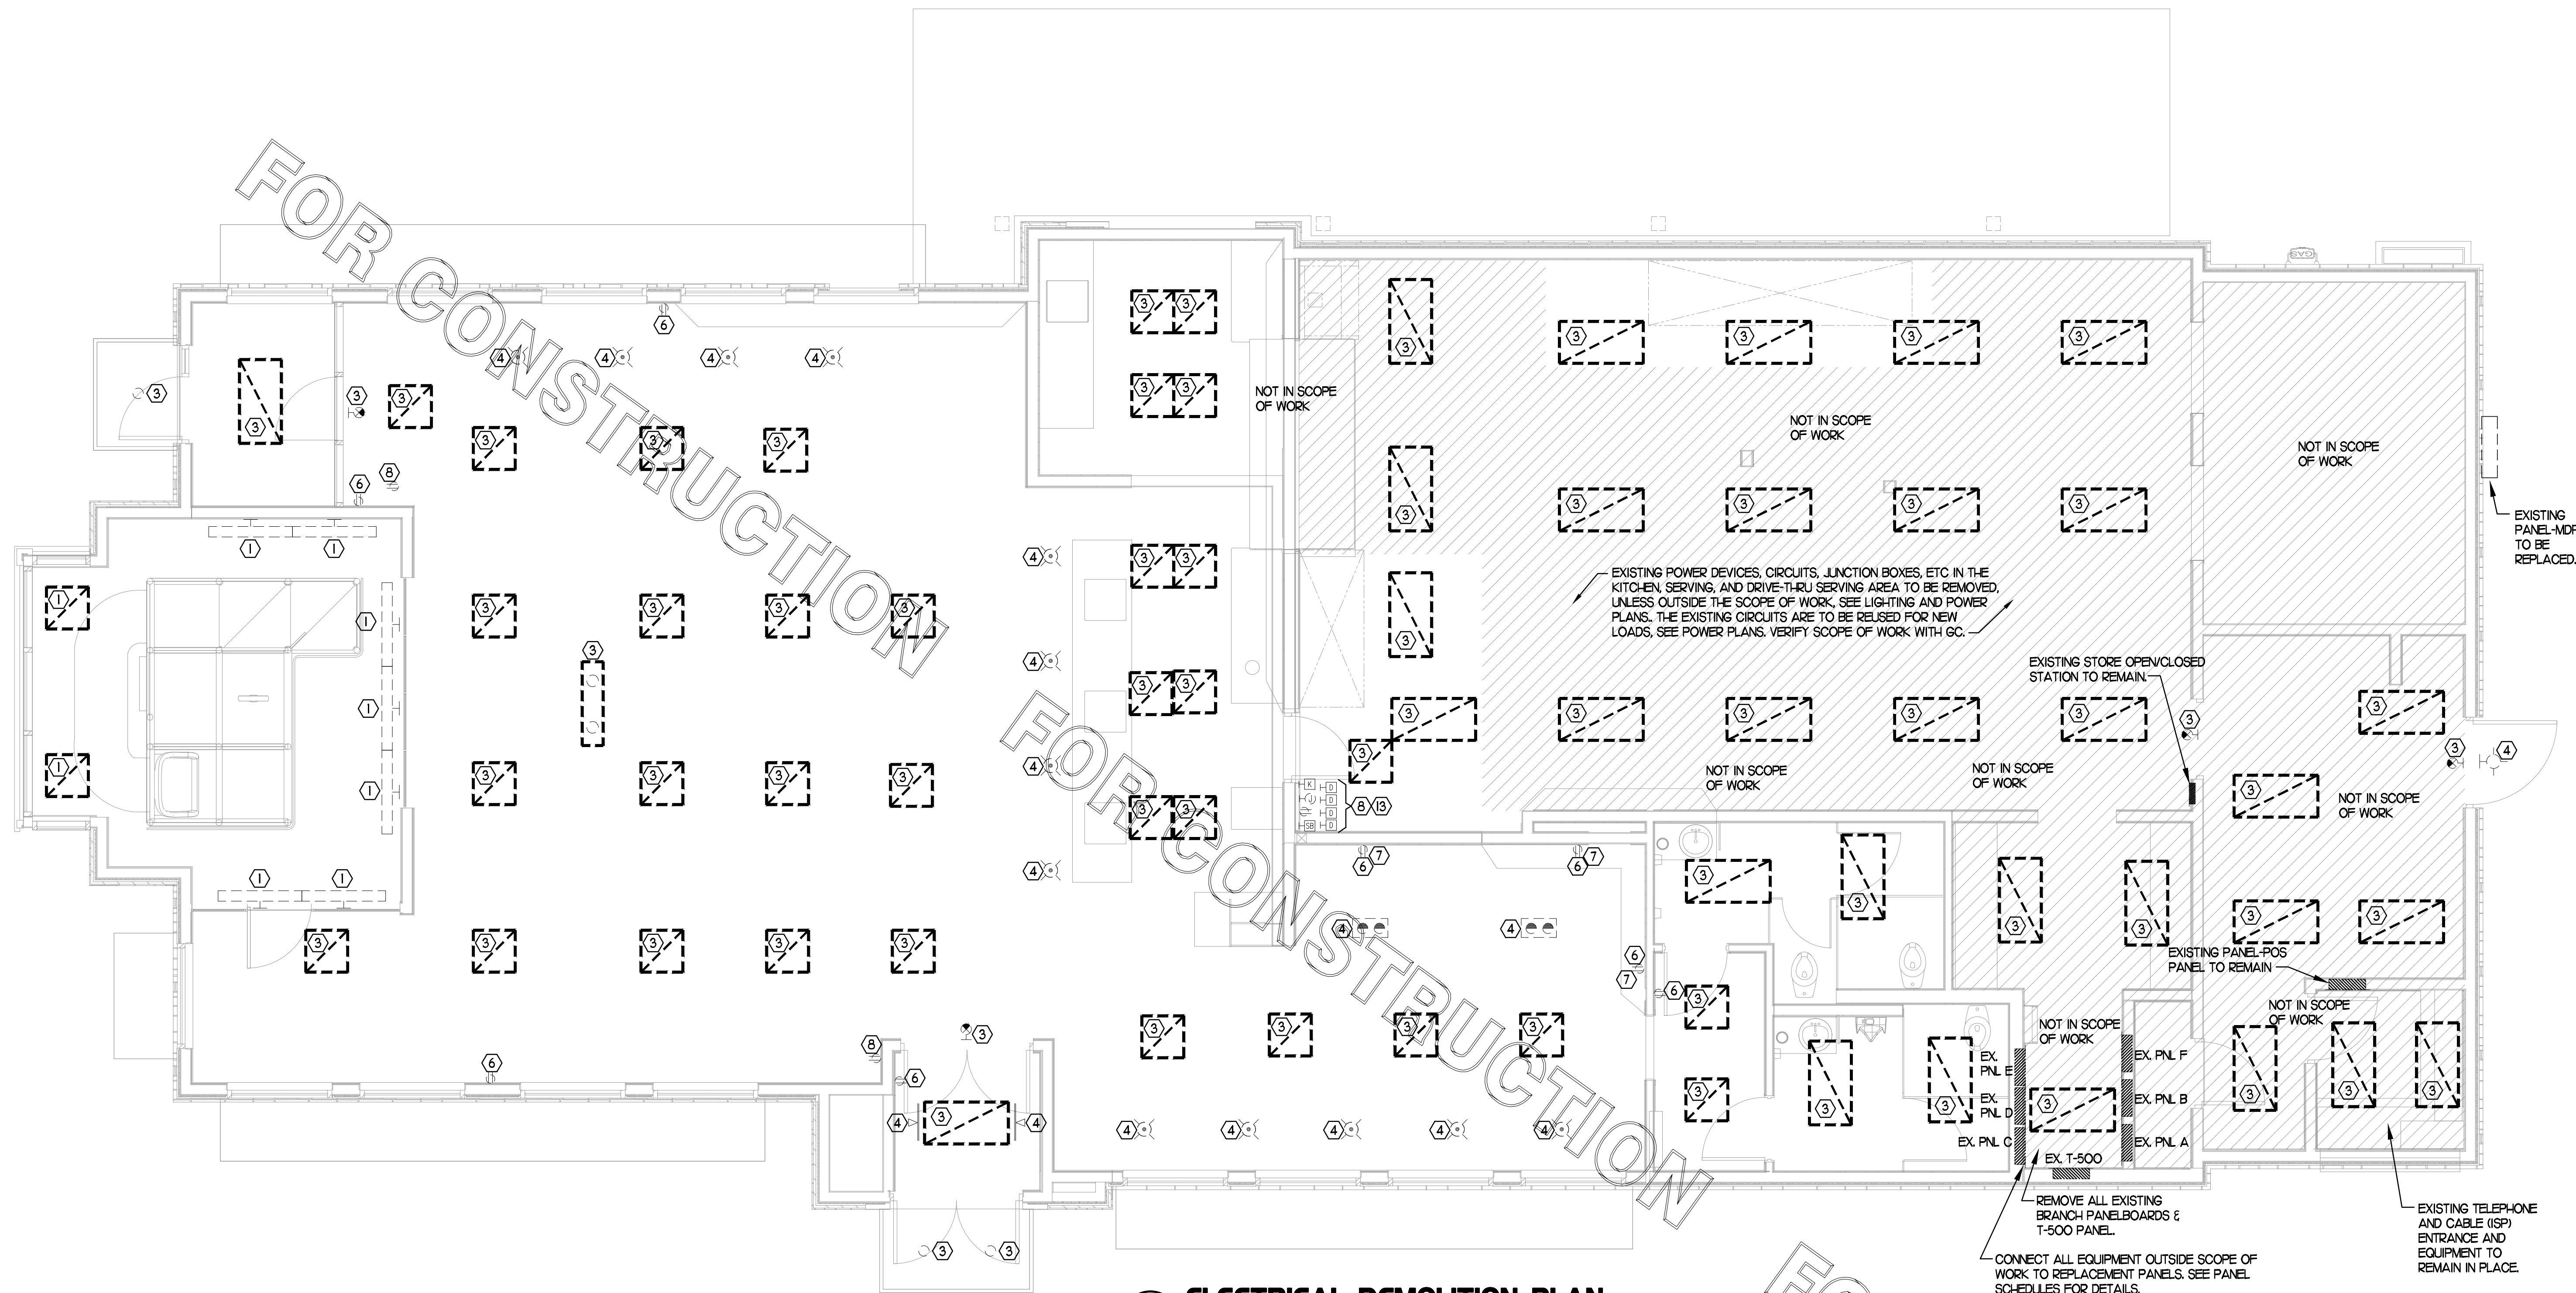 FOR CONSTRUCTION
GAS
NOT IN SCOPE
OF WORK
NOT IN SCOPE
OF WORK
NOT IN SCOPE
OF WORK
EXISTING
PANEL-MDP
TO BE
REPLACED.
EXISTING POWER DEVICES, CIRCUITS, JUNCTION BOXES, ETC IN THE
KITCHEN, SERVING, AND DRIVE-THRU SERVING AREA TO BE REMOVED,
UNLESS OUTSIDE THE SCOPE OF WORK, SEE LIGHTING AND POWER
PLANS.. THE EXISTING CIRCUITS ARE TO BE REUSED FOR NEW
LOADS, SEE POWER PLANS. VERIFY SCOPE OF WORK WITH GC.
EXISTING STORE OPEN/CLOSED
STATION TO REMAIN.
FOR CONSTRUCTION
NOT IN SCOPE
OF WORK
NOT IN SCOPE
OF WORK
NOT IN SCOPE
OF WORK
K
D
D
D
SB
D
8
13
EXISTING PANEL-POS
PANEL TO REMAIN
NOT IN SCOPE
OF WORK
NOT IN SCOPE
OF WORK
EX.
PNL E
EX. PNL F
EX.
PNL D
EX. PNL B
EX. PNL C
EX. PNL A
EX. T-500
REMOVE ALL EXISTING
BRANCH PANELBOARDS &
T-500 PANEL.
EXISTING TELEPHONE
AND CABLE (ISP)
ENTRANCE AND
EQUIPMENT TO
REMAIN IN PLACE.
CONNECT ALL EQUIPMENT OUTSIDE SCOPE OF
WORK TO REPLACEMENT PANELS. SEE PANEL
SCHEDULES FOR DETAILS.
ELECTRICAL DEMOLITION PLAN